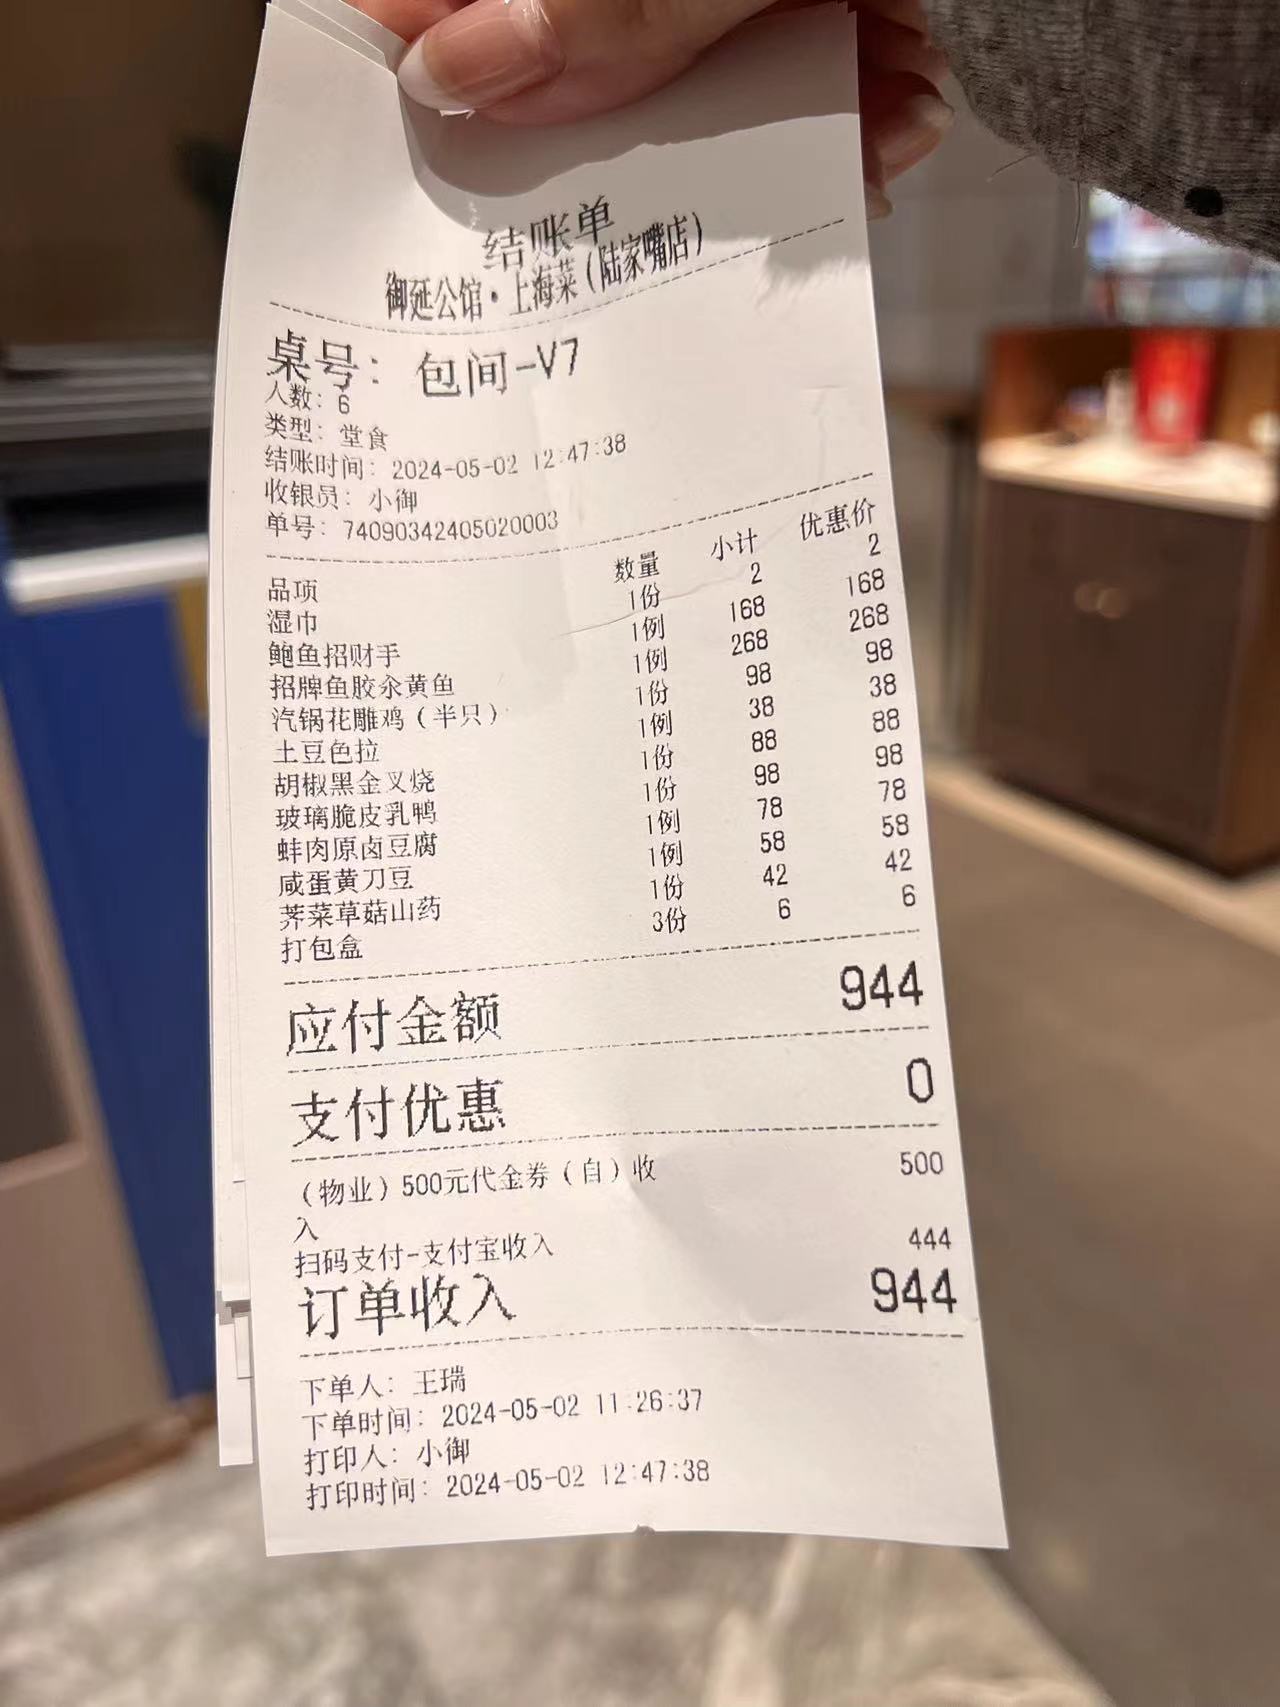 结账单
御延公馆·上海菜(陆家嘴店)
桌号: 包间-V7
人数: 6
类型: 堂食
结账时间: 2024-05-02 12:47:38
收银员: 小御
单号: 74090342405020003
品项 数量 小计 优惠价
湿巾 1份 2 2
鲍鱼招财手 1例 168 168
招牌鱼胶汆黄鱼 1例 268 268
汽锅花雕鸡(半只) 1份 98 98
土豆色拉 1例 38 38
胡椒黑金叉烧 1份 88 88
玻璃脆皮乳鸭 1份 98 98
蚌肉原卤豆腐 1例 78 78
咸蛋黄刀豆 1例 58 58
荠菜草菇山药 1份 42 42
打包盒 3份 6 6
应付金额 944
支付优惠 0
(物业)500元代金券(自)收 500
入
扫码支付-支付宝收入 444
订单收入 944
下单人: 王瑞
下单时间: 2024-05-02 11:26:37
打印人: 小御
打印时间: 2024-05-02 12:47:38